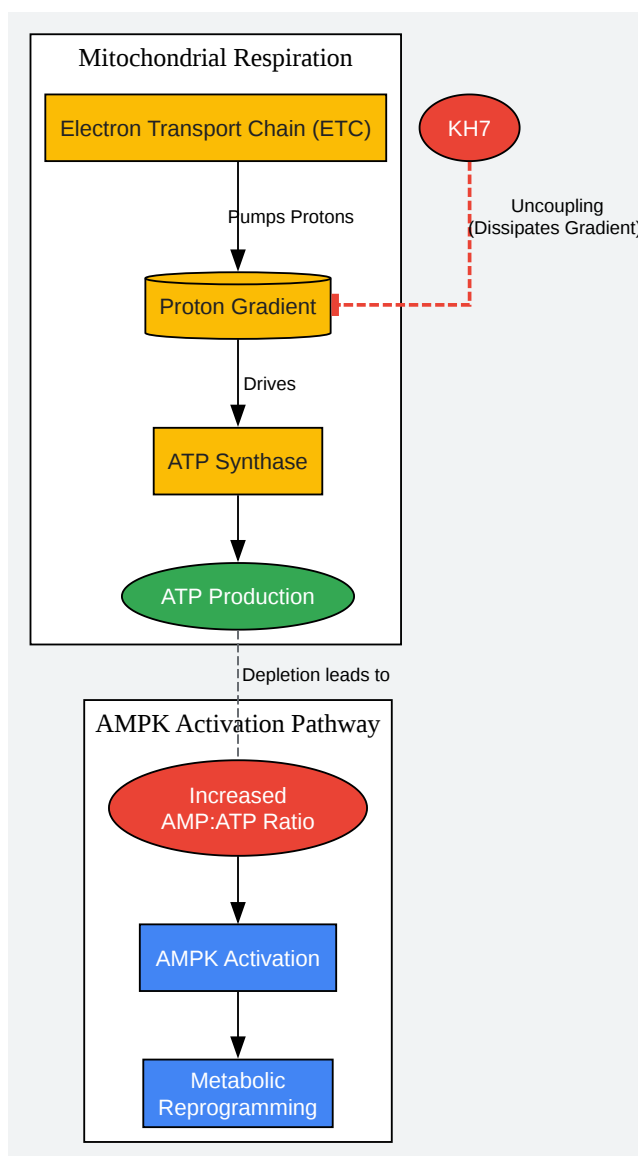 Mitochondrial Respiration
Electron Transport Chain (ETC)
KH7
Uncoupling
(Dissipates Gradient)
Pumps Protons
Proton Gradient
Drives
ATP Synthase
ATP Production
Depletion leads to
AMPK Activation Pathway
Increased
AMP:ATP Ratio
AMPK Activation
Metabolic
Reprogramming